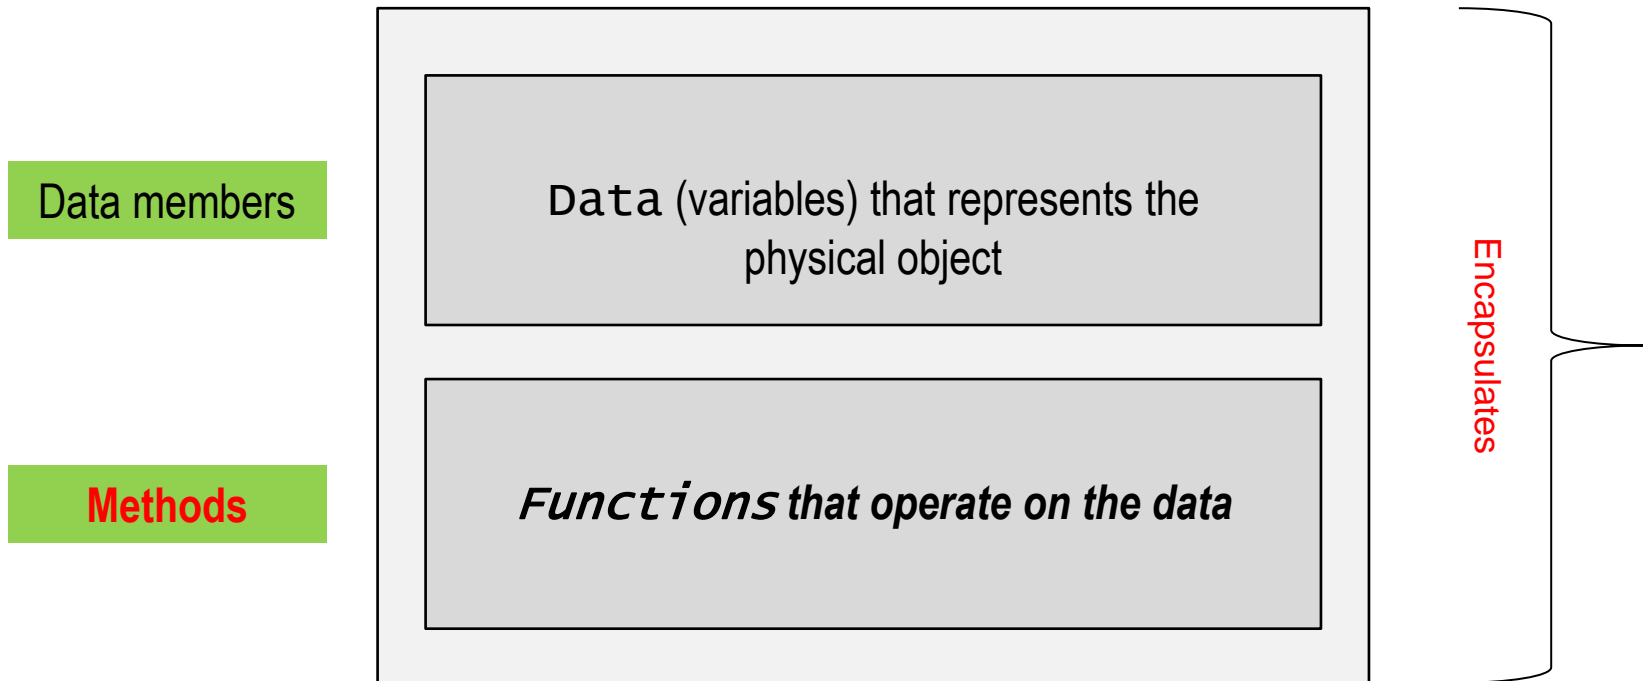 Data members
Data (variables) that represents the
physical object
Encapsulates
Methods
Functions that operate on the data